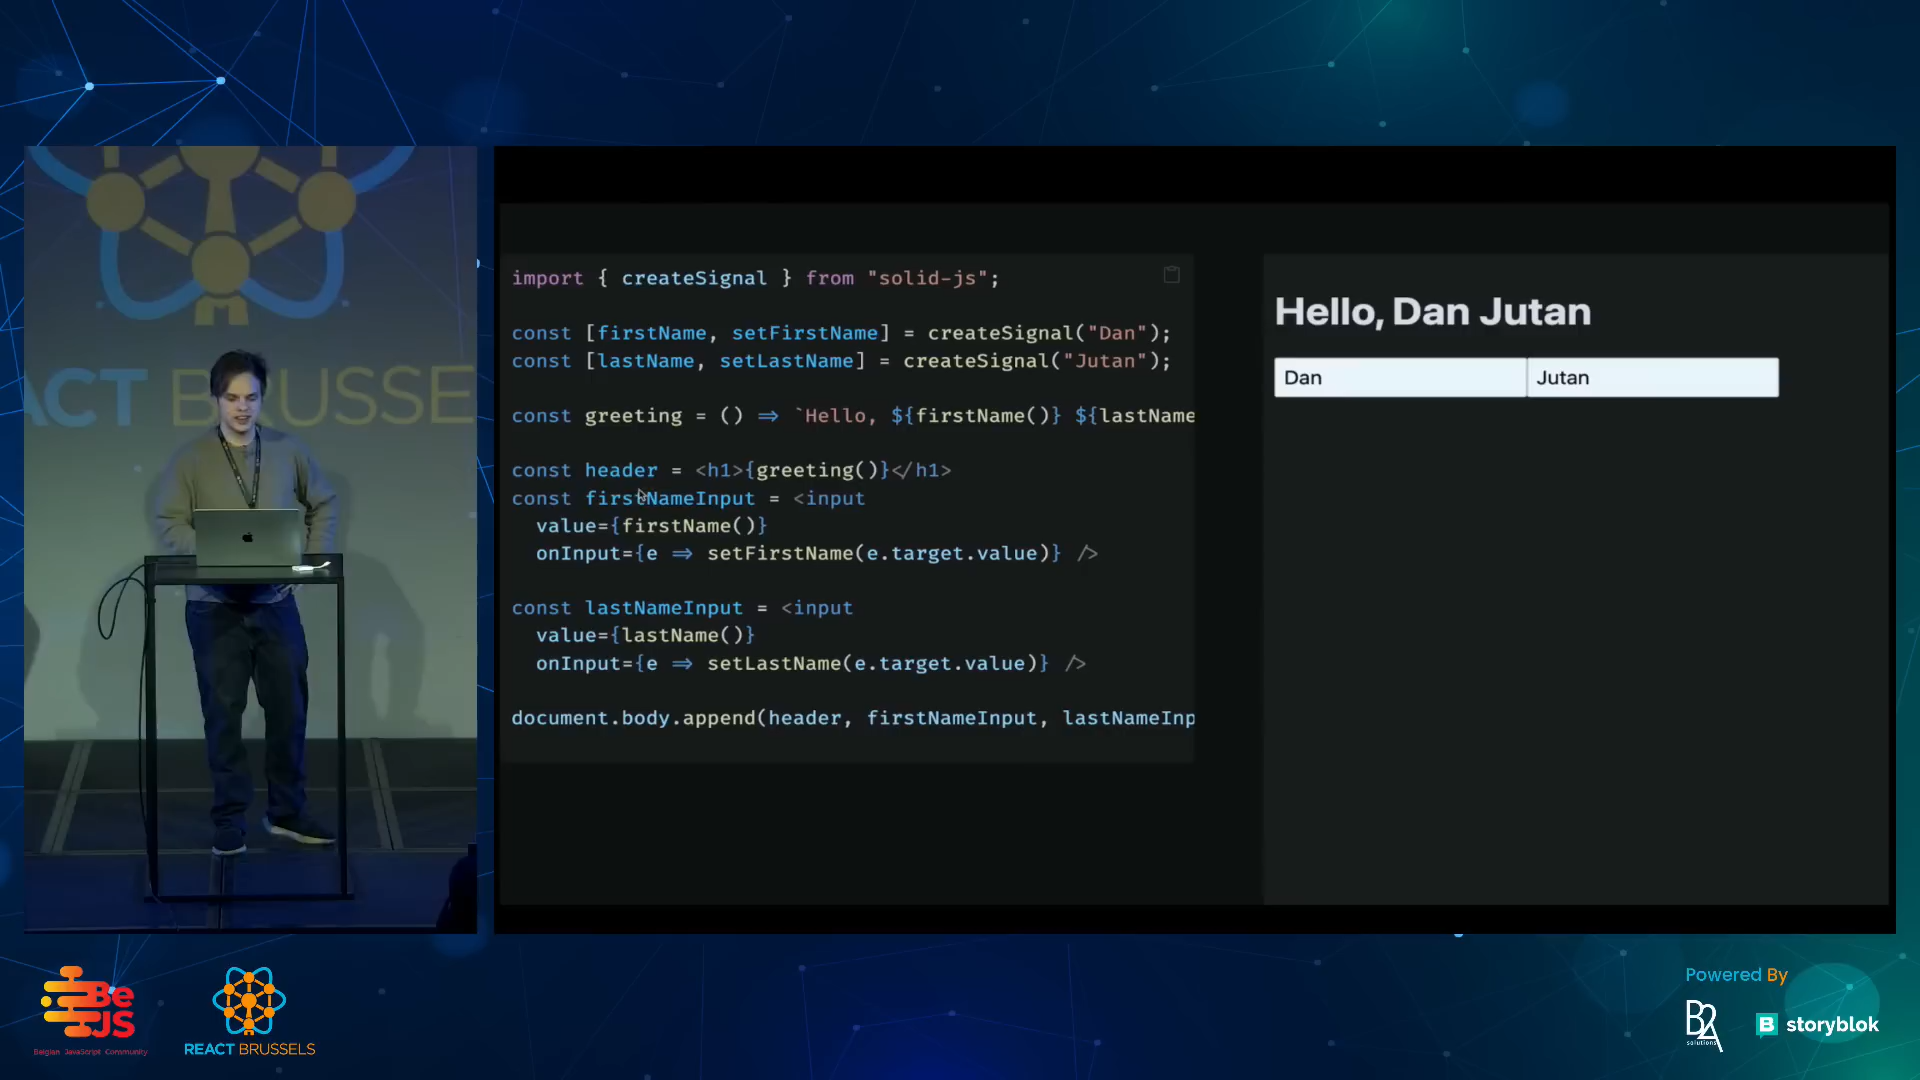 ACT BRUSSE
import { createSignal } from "solid-js";
const [firstName, setFirstName] = createSignal("Dan");
const [lastName, setLastName] = createSignal("Jutan");
const greeting = () => `Hello, ${firstName()} ${lastName
const header = <h1>{greeting()}</h1>
const firstNameInput = <input
value={firstName()}
onInput={e => setFirstName(e.target.value)} />
const lastNameInput = <input
value={lastName()}
onInput={e => setLastName(e.target.value)} />
document.body.append(header, firstNameInput, lastNameInp
Hello, Dan Jutan
Dan
Jutan
BeJS
Belgian JavaScript Community
REACT BRUSSELS
Powered By
B2A
solutions
B storyblok